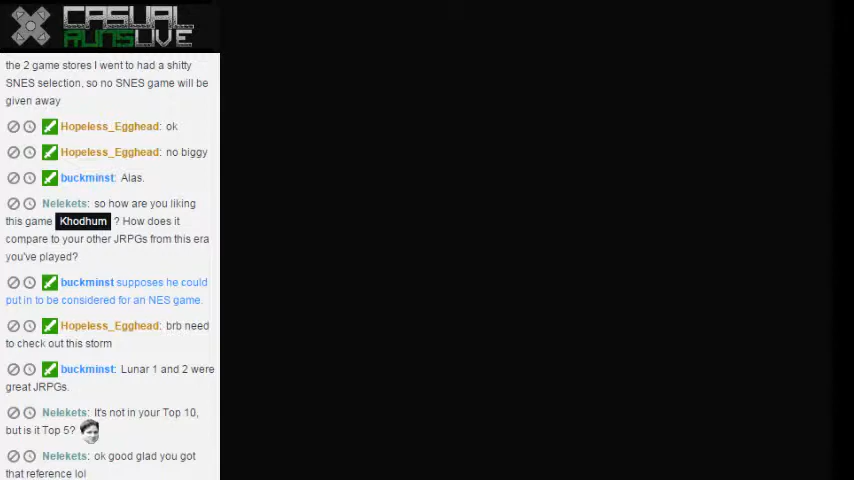 CASUAL
RUNSLIVE
the 2 game stores I went to had a shitty
SNES selection, so no SNES game will be
given away
Hopeless_Egghead: ok
Hopeless_Egghead: no biggy
buckminst: Alas.
Nelekets: so how are you liking
this game Khodhum ? How does it
compare to your other JRPGs from this era
you've played?
buckminst supposes he could
put in to be considered for an NES game.
Hopeless_Egghead: brb need
to check out this storm
buckminst: Lunar 1 and 2 were
great JRPGs.
Nelekets: It's not in your Top 10,
but is it Top 5?
Nelekets: ok good glad you got
that reference lol